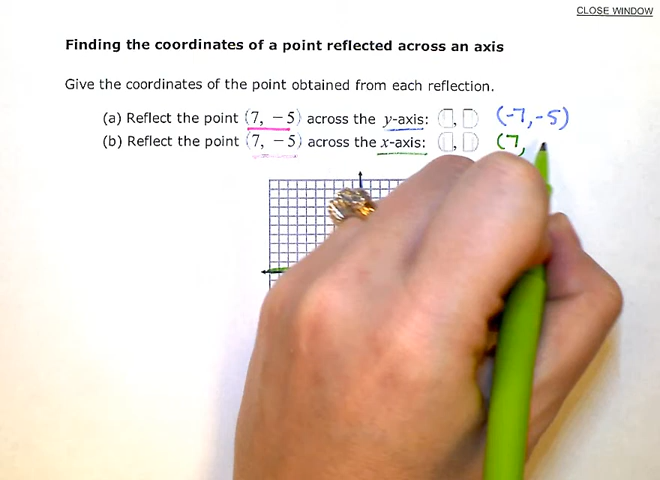 CLOSE WINDOW
Finding the coordinates of a point reflected across an axis
Give the coordinates of the point obtained from each reflection.
(a) Reflect the point (7, −5) across the y-axis: (▯,▯) (-7,-5)
(b) Reflect the point (7, −5) across the x-axis: (▯,▯) (7,